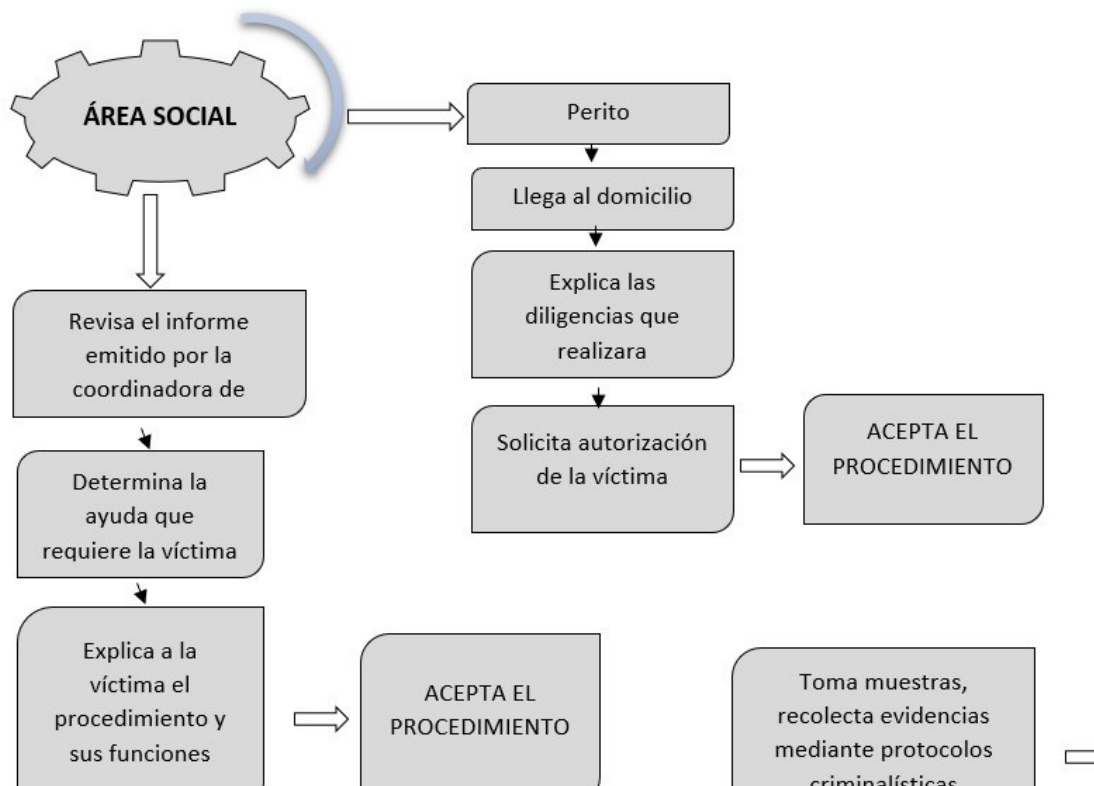 ÁREA SOCIAL
Perito
Llega al domicilio
Explica las
diligencias que
realizara
Solicita autorización
de la víctima
ACEPTA EL
PROCEDIMIENTO
Revisa el informe
emitido por la
coordinadora de
Determina la
ayuda que
requiere la víctima
Explica a la
víctima el
procedimiento y
sus funciones
ACEPTA EL
PROCEDIMIENTO
Toma muestras,
recolecta evidencias
mediante protocolos
criminalísticas